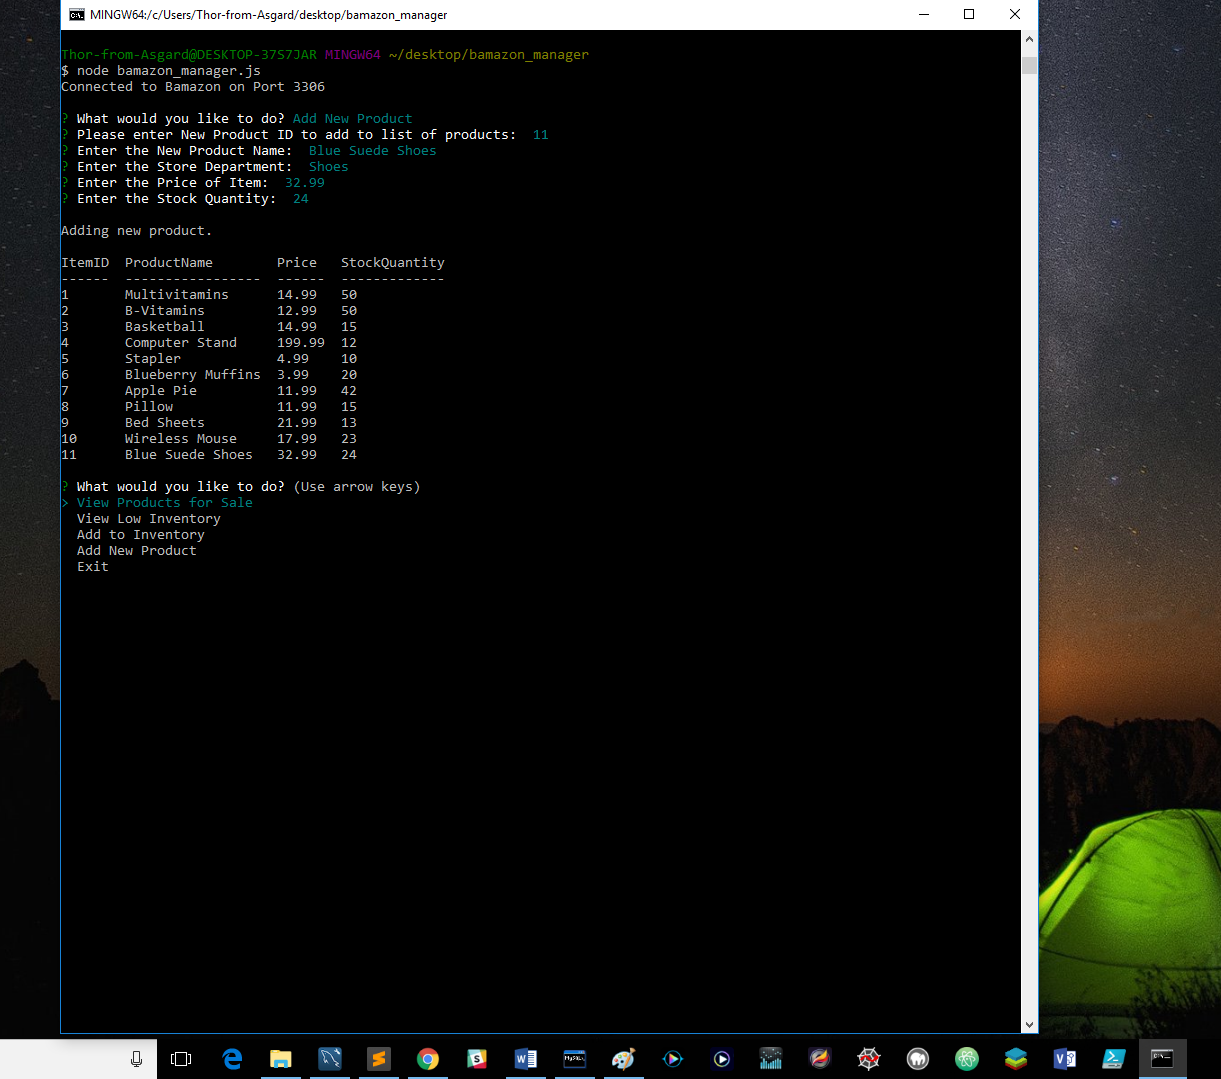 MINGW64:/c/Users/Thor-from-Asgard/desktop/bamazon_manager
Thor-from-Asgard@DESKTOP-37S7JAR MINGW64 ~/desktop/bamazon_manager
$ node bamazon_manager.js
Connected to Bamazon on Port 3306
? What would you like to do? Add New Product
? Please enter New Product ID to add to list of products:  11
? Enter the New Product Name:  Blue Suede Shoes
? Enter the Store Department:  Shoes
? Enter the Price of Item:  32.99
? Enter the Stock Quantity:  24
Adding new product.
ItemID  ProductName        Price   StockQuantity
------  -----------------  ------  -------------
1       Multivitamins      14.99   50
2       B-Vitamins         12.99   50
3       Basketball         14.99   15
4       Computer Stand     199.99  12
5       Stapler            4.99    10
6       Blueberry Muffins  3.99    20
7       Apple Pie          11.99   42
8       Pillow             11.99   15
9       Bed Sheets         21.99   13
10      Wireless Mouse     17.99   23
11      Blue Suede Shoes   32.99   24
? What would you like to do? (Use arrow keys)
> View Products for Sale
  View Low Inventory
  Add to Inventory
  Add New Product
  Exit